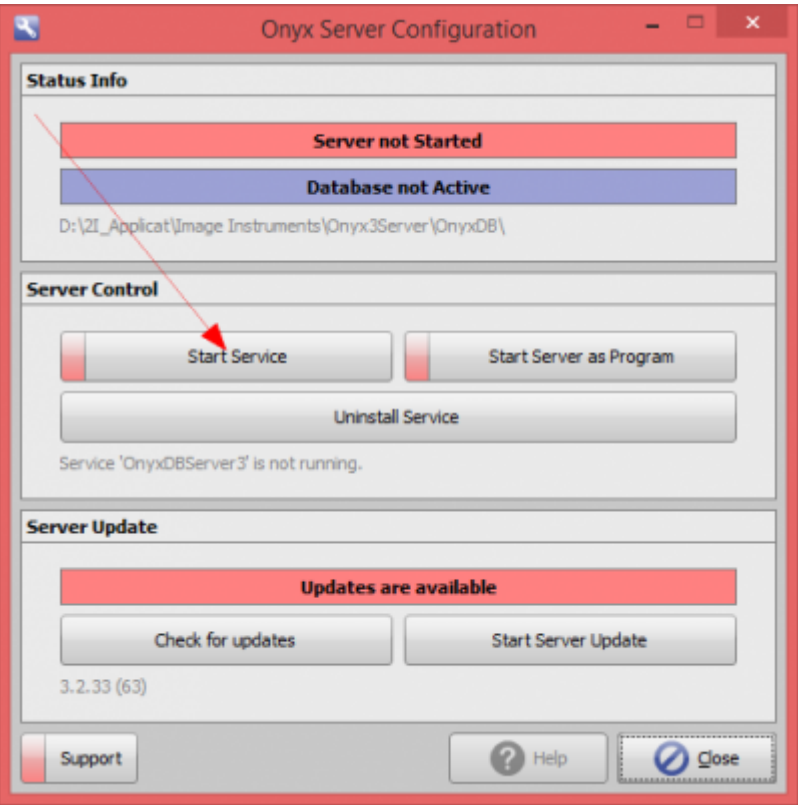 Onyx Server Configuration
Status Info
Server not Started
Database not Active
D:\2I_Applicat\Image Instruments\Onyx3Server\OnyxDB\
Server Control
Start Service
Start Server as Program
Uninstall Service
Service 'OnyxDBServer3' is not running.
Server Update
Updates are available
Check for updates
Start Server Update
3.2.33 (63)
Support
? Help
Close